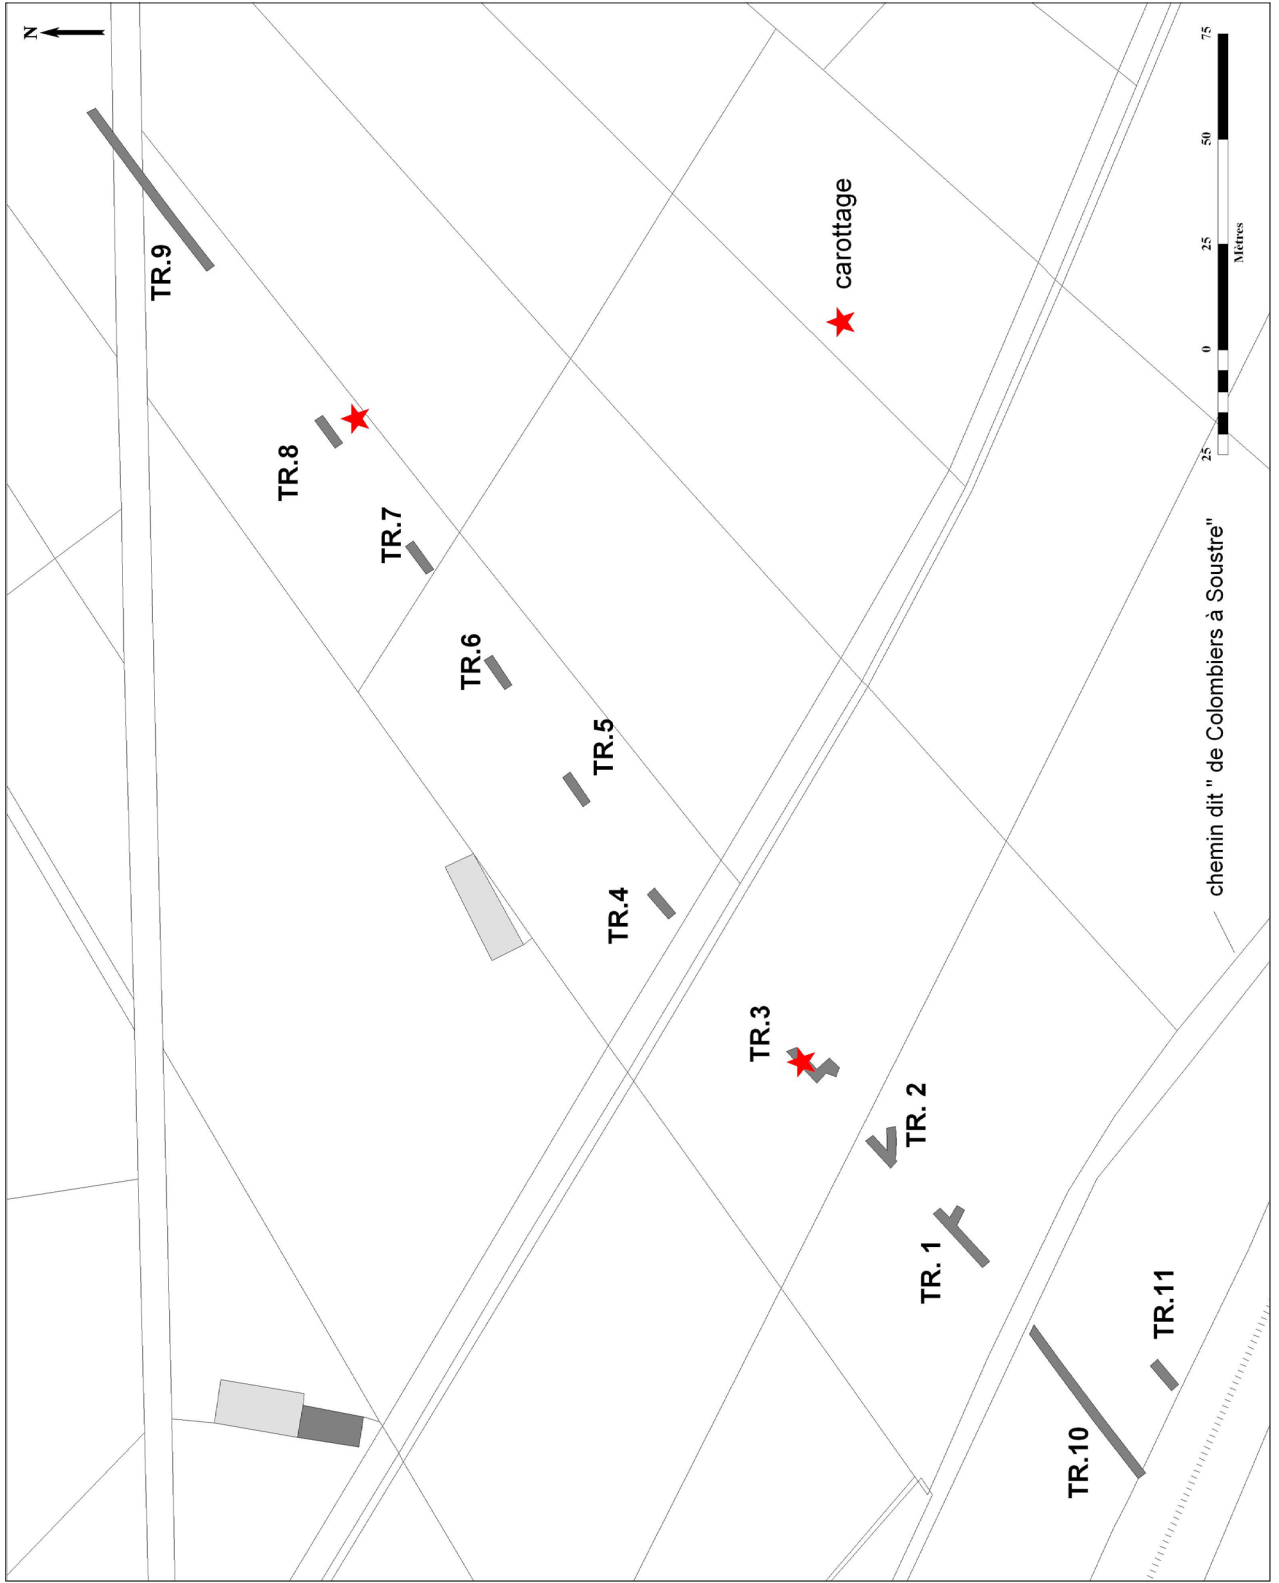 N
TR.9
TR.8
TR.7
TR.6
TR.5
TR.4
TR.3
TR. 2
TR. 1
TR.10
TR.11
carottage
chemin dit " de Colombiers à Soustre"
25 0 25 50 75
Mètres